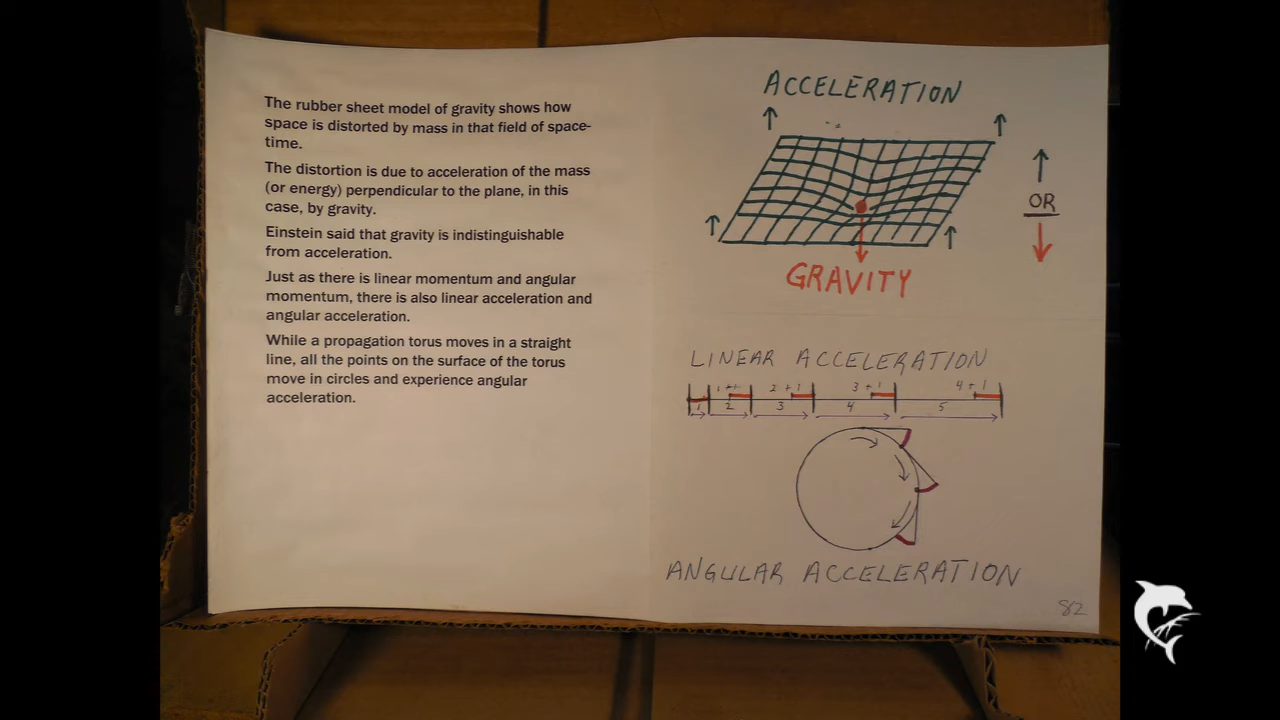 The rubber sheet model of gravity shows how
space is distorted by mass in that field of space-
time.
The distortion is due to acceleration of the mass
(or energy) perpendicular to the plane, in this
case, by gravity.
Einstein said that gravity is indistinguishable
from acceleration.
Just as there is linear momentum and angular
momentum, there is also linear acceleration and
angular acceleration.
While a propagation torus moves in a straight
line, all the points on the surface of the torus
move in circles and experience angular
acceleration.
ACCELERATION
OR
GRAVITY
LINEAR ACCELERATION
1+1 2+1 3+1 4+1
1 2 3 4 5
ANGULAR ACCELERATION
82